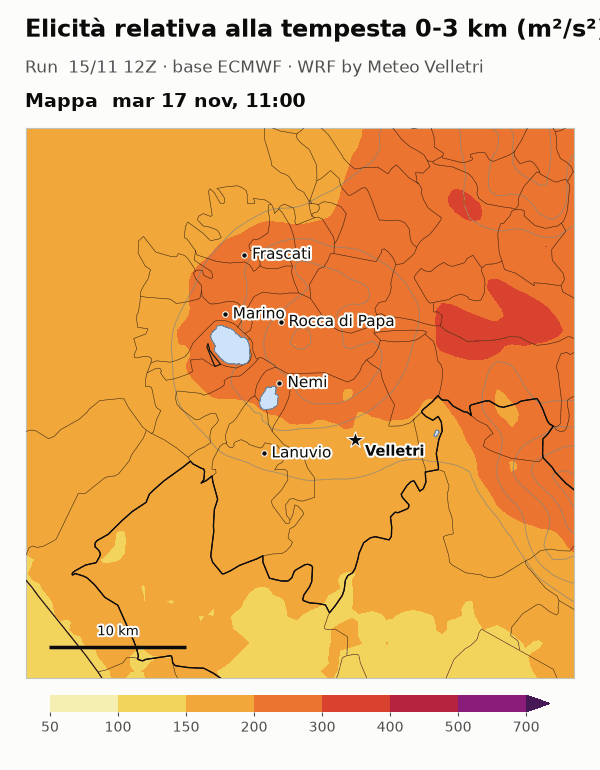 Elicità relativa alla tempesta 0-3 km (m²/s²)
Run 15/11 12Z · base ECMWF · WRF by Meteo Velletri
Mappa mar 17 nov, 11:00
Frascati
Marino
Rocca di Papa
Nemi
Velletri
Lanuvio
10 km
50 100 150 200 300 400 500 700